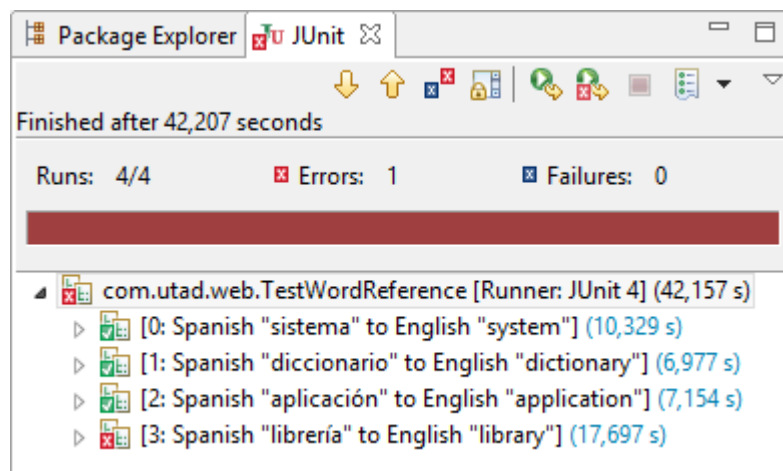 Package Explorer JUnit
Finished after 42,207 seconds
Runs: 4/4 Errors: 1 Failures: 0
com.utad.web.TestWordReference [Runner: JUnit 4] (42,157 s)
[0: Spanish "sistema" to English "system"] (10,329 s)
[1: Spanish "diccionario" to English "dictionary"] (6,977 s)
[2: Spanish "aplicación" to English "application"] (7,154 s)
[3: Spanish "librería" to English "library"] (17,697 s)